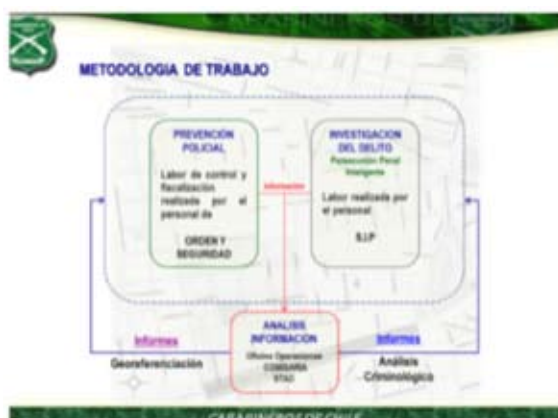 METODOLOGIA DE TRABAJO
PREVENCIÓN
POLICIAL
Labor de control y
fiscalización
realizada por el
personal de
ORDEN Y
SEGURIDAD
Información
INVESTIGACION
DEL DELITO
Persecución Penal
Inteligente
Labor realizada por
el personal:
S.I.P
ANALISIS
INFORMACION
Oficina Operaciones
COMISARIA
Informes
Georeferenciación
Informes
Análisis
Criminológico
CARABINEROS DE CHILE